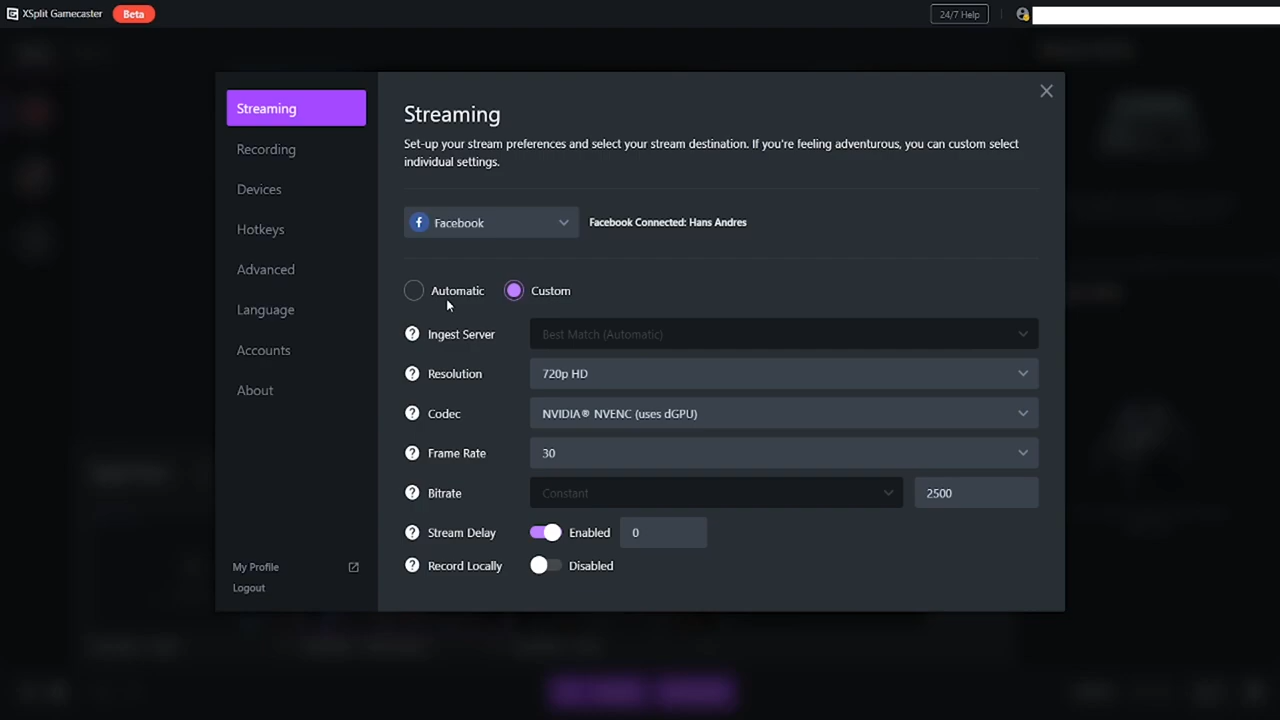 XSplit Gamecaster
Beta
24/7 Help
Streaming
Recording
Devices
Hotkeys
Advanced
Language
Accounts
About
My Profile
Logout
Streaming
Set-up your stream preferences and select your stream destination. If you're feeling adventurous, you can custom select
individual settings.
Facebook
Facebook Connected: Hans Andres
Automatic
Custom
Ingest Server
Best Match (Automatic)
Resolution
720p HD
Codec
NVIDIA® NVENC (uses dGPU)
Frame Rate
30
Bitrate
Constant
2500
Stream Delay
Enabled
0
Record Locally
Disabled